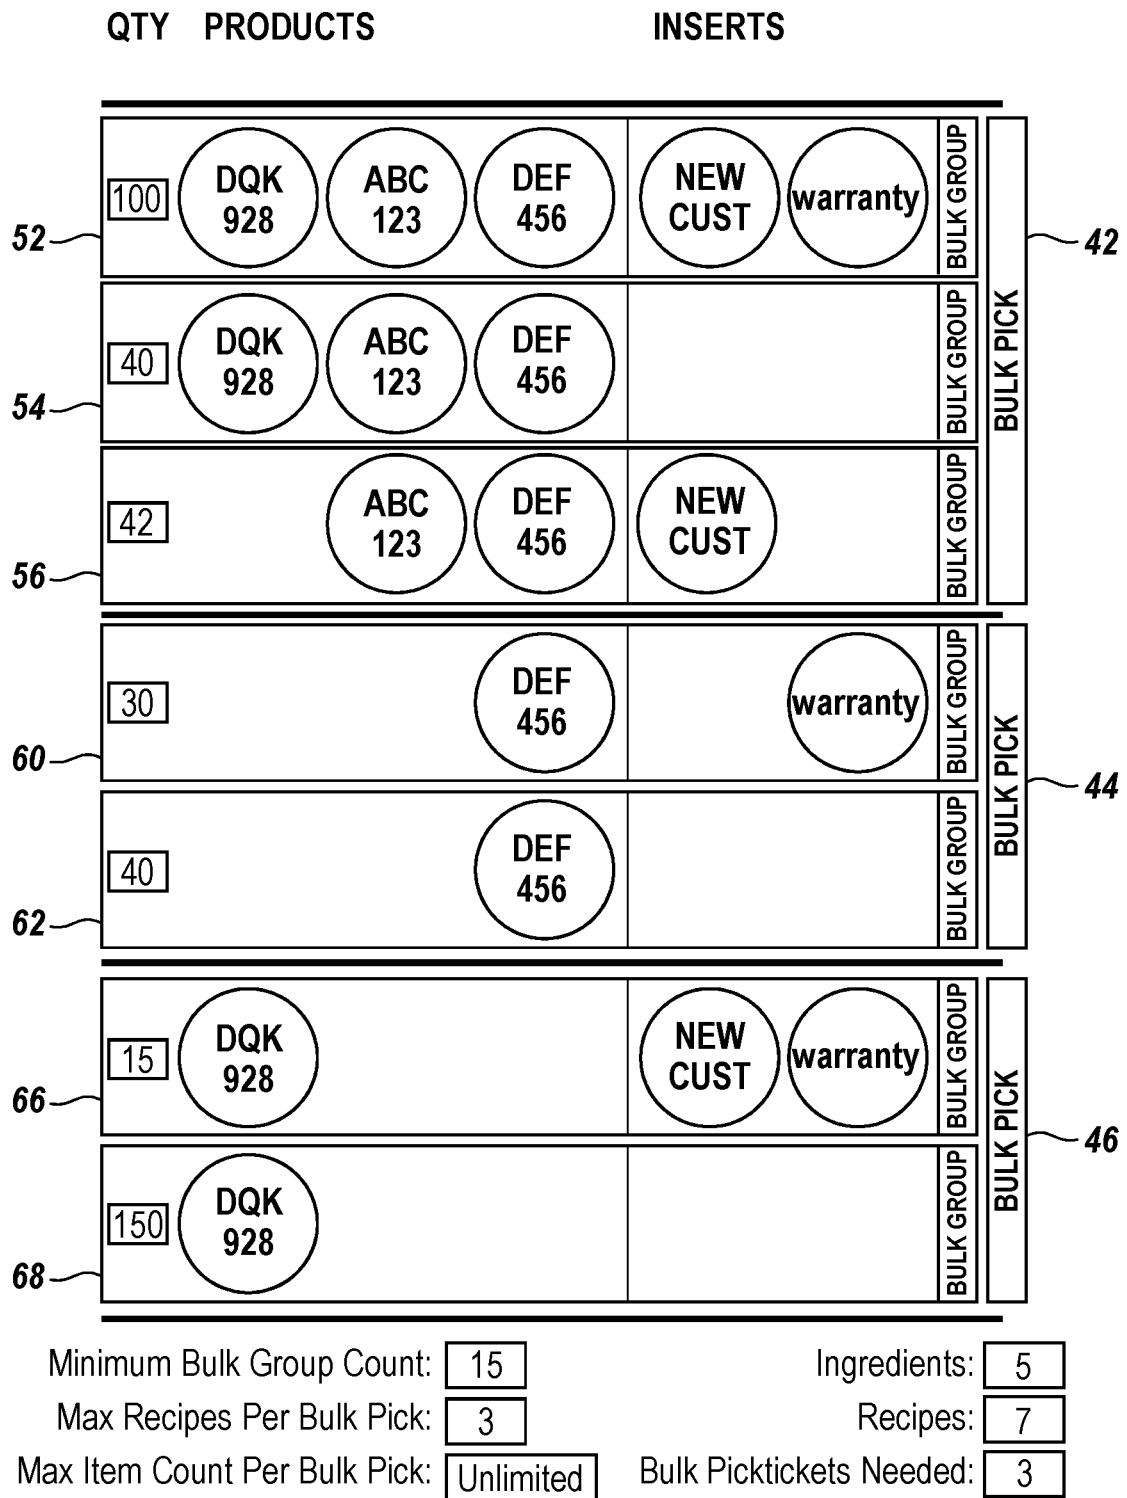 QTY PRODUCTS INSERTS
100 DQK 928 ABC 123 DEF 456 NEW CUST warranty BULK GROUP
52
42
40 DQK 928 ABC 123 DEF 456 BULK GROUP
54
BULK PICK
42 ABC 123 DEF 456 NEW CUST BULK GROUP
56
30 DEF 456 warranty BULK GROUP
60
BULK PICK
44
40 DEF 456 BULK GROUP
62
15 DQK 928 NEW CUST warranty BULK GROUP
66
BULK PICK
46
150 DQK 928 BULK GROUP
68
Minimum Bulk Group Count: 15 Ingredients: 5
Max Recipes Per Bulk Pick: 3 Recipes: 7
Max Item Count Per Bulk Pick: Unlimited Bulk Picktickets Needed: 3